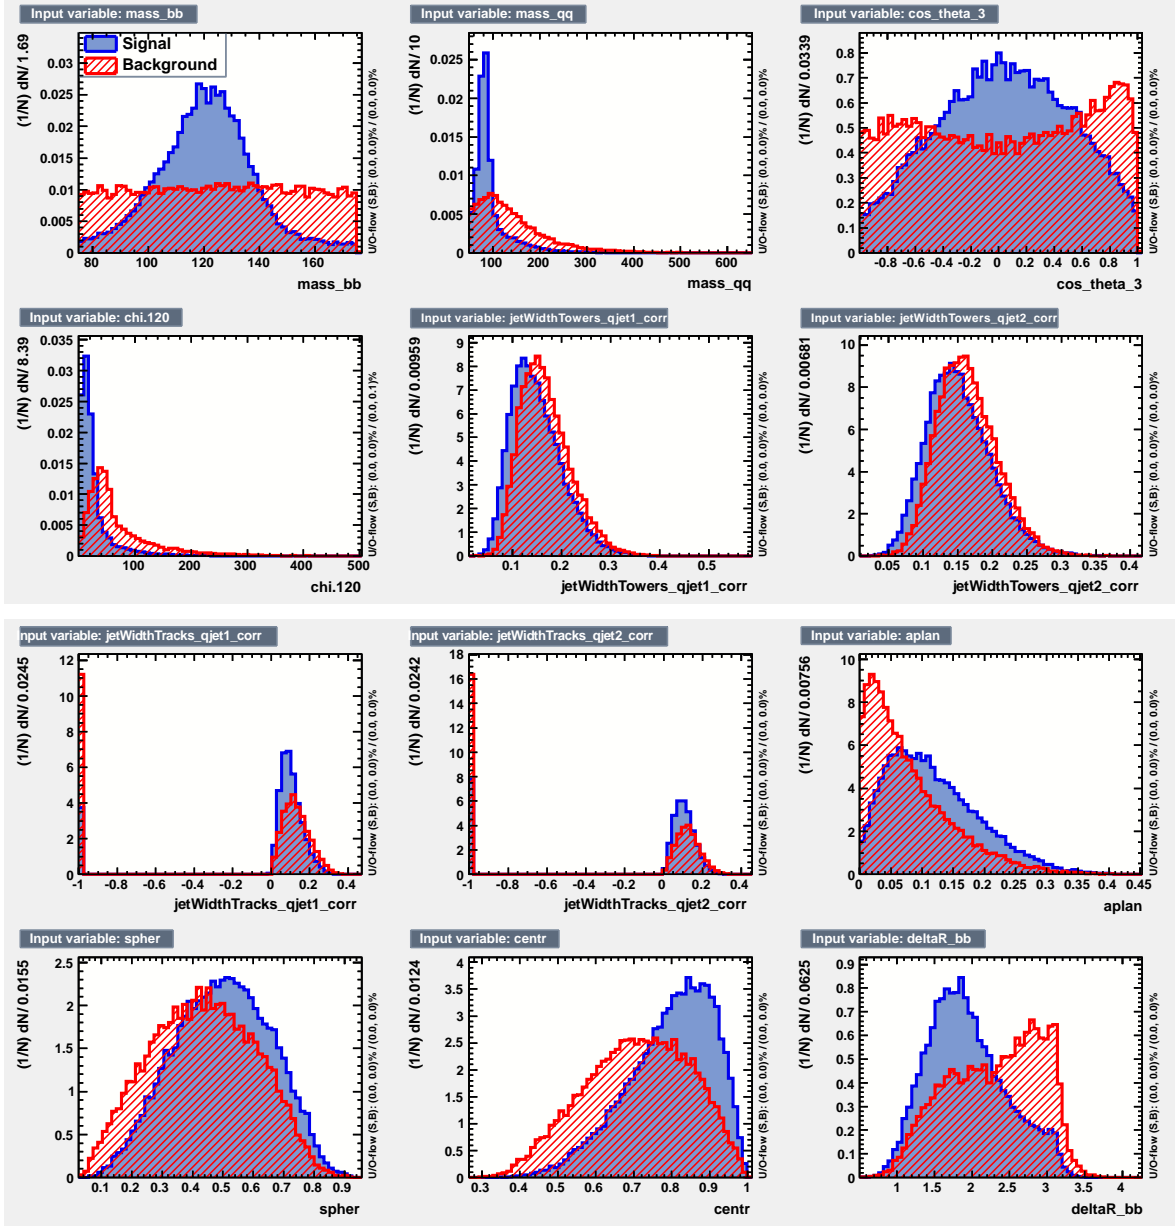 Input variable: mass_bb
(1/N) dN/ 1.69
0.03
0.025
0.02
0.015
0.01
0.005
0
Signal
Background
80 100 120 140 160
mass_bb
U/O-flow (S,B): (0.0, 0.0)% / (0.0, 0.0)%
Input variable: mass_qq
(1/N) dN/ 10
0.025
0.02
0.015
0.01
0.005
0
100 200 300 400 500 600
mass_qq
U/O-flow (S,B): (0.0, 0.0)% / (0.0, 0.0)%
Input variable: cos_theta_3
(1/N) dN/ 0.0339
0.8
0.7
0.6
0.5
0.4
0.3
0.2
0.1
0
-0.8 -0.6 -0.4 -0.2 0 0.2 0.4 0.6 0.8 1
cos_theta_3
U/O-flow (S,B): (0.0, 0.0)% / (0.0, 0.0)%
Input variable: chi.120
(1/N) dN/ 8.39
0.035
0.03
0.025
0.02
0.015
0.01
0.005
0
100 200 300 400 500
chi.120
U/O-flow (S,B): (0.0, 0.0)% / (0.0, 0.1)%
Input variable: jetWidthTowers_qjet1_corr
(1/N) dN/ 0.00959
9
8
7
6
5
4
3
2
1
0
0.1 0.2 0.3 0.4 0.5
jetWidthTowers_qjet1_corr
U/O-flow (S,B): (0.0, 0.0)% / (0.0, 0.0)%
Input variable: jetWidthTowers_qjet2_corr
(1/N) dN/ 0.00681
10
8
6
4
2
0
0.05 0.1 0.15 0.2 0.25 0.3 0.35 0.4
jetWidthTowers_qjet2_corr
U/O-flow (S,B): (0.0, 0.0)% / (0.0, 0.0)%
nput variable: jetWidthTracks_qjet1_corr
(1/N) dN/ 0.0245
12
10
8
6
4
2
0
-1 -0.8 -0.6 -0.4 -0.2 0 0.2 0.4
jetWidthTracks_qjet1_corr
U/O-flow (S,B): (0.0, 0.0)% / (0.0, 0.0)%
nput variable: jetWidthTracks_qjet2_corr
(1/N) dN/ 0.0242
18
16
14
12
10
8
6
4
2
0
-1 -0.8 -0.6 -0.4 -0.2 0 0.2 0.4
jetWidthTracks_qjet2_corr
U/O-flow (S,B): (0.0, 0.0)% / (0.0, 0.0)%
Input variable: aplan
(1/N) dN/ 0.00756
10
8
6
4
2
0
0 0.05 0.1 0.15 0.2 0.25 0.3 0.35 0.4 0.45
aplan
U/O-flow (S,B): (0.0, 0.0)% / (0.0, 0.0)%
Input variable: spher
(1/N) dN/ 0.0155
2.5
2
1.5
1
0.5
0
0.1 0.2 0.3 0.4 0.5 0.6 0.7 0.8 0.9
spher
U/O-flow (S,B): (0.0, 0.0)% / (0.0, 0.0)%
Input variable: centr
(1/N) dN/ 0.0124
4
3.5
3
2.5
2
1.5
1
0.5
0
0.3 0.4 0.5 0.6 0.7 0.8 0.9 1
centr
U/O-flow (S,B): (0.0, 0.0)% / (0.0, 0.0)%
Input variable: deltaR_bb
(1/N) dN/ 0.0625
0.9
0.8
0.7
0.6
0.5
0.4
0.3
0.2
0.1
0
1 1.5 2 2.5 3 3.5 4
deltaR_bb
U/O-flow (S,B): (0.0, 0.0)% / (0.0, 0.0)%